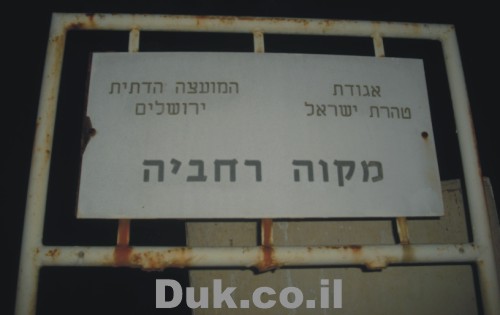 אגודת
טהרת ישראל
המועצה הדתית
ירושלים
מקוה רחביה
Duk.co.il